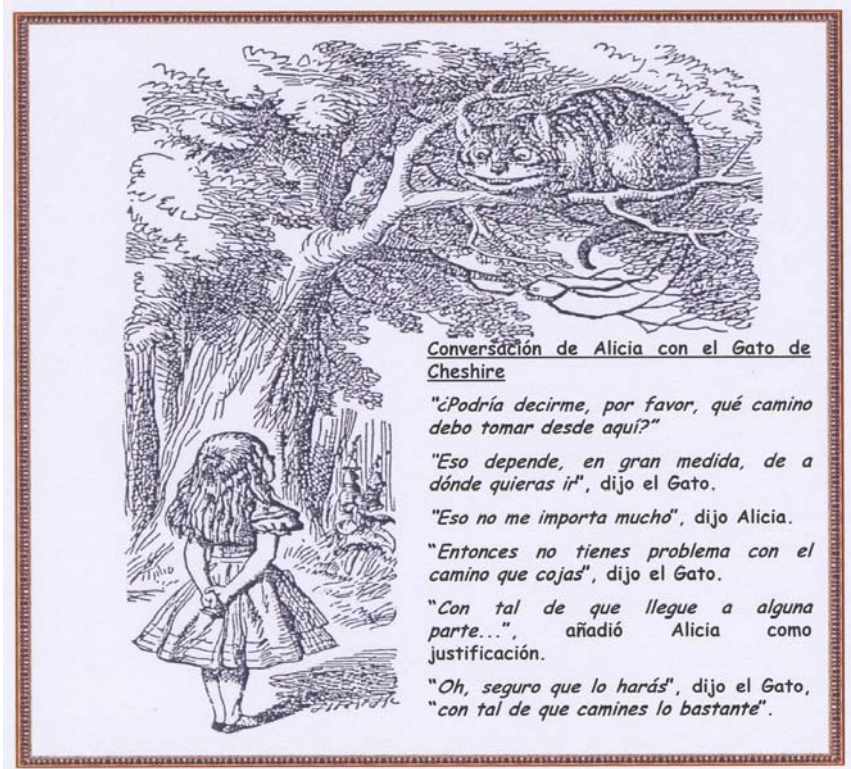 Conversación de Alicia con el Gato de
Cheshire
"¿Podría decirme, por favor, qué camino
debo tomar desde aquí?"
"Eso depende, en gran medida, de a
dónde quieras ir", dijo el Gato.
"Eso no me importa mucho", dijo Alicia.
"Entonces no tienes problema con el
camino que cojas", dijo el Gato.
"Con tal de que llegue a alguna
parte...", añadió Alicia como
justificación.
"Oh, seguro que lo harás", dijo el Gato,
"con tal de que camines lo bastante".